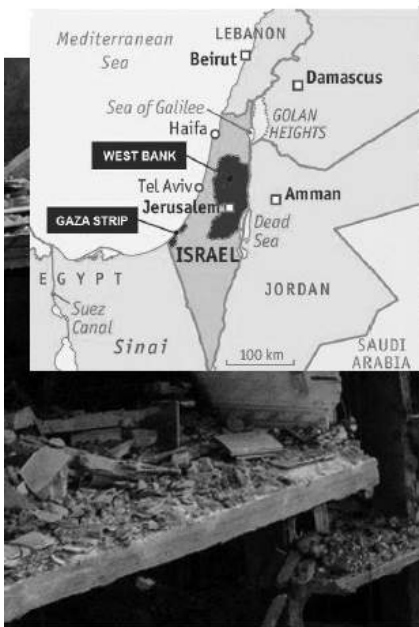 LEBANON
Mediterranean
Sea
Beirut
Damascus
Sea of Galilee
GOLAN
HEIGHTS
Haifa
WEST BANK
Tel Aviv
Amman
GAZA STRIP
Jerusalem
Dead
Sea
ISRAEL
EGYPT
JORDAN
Suez
Canal
Sinai
SAUDI
ARABIA
100 km